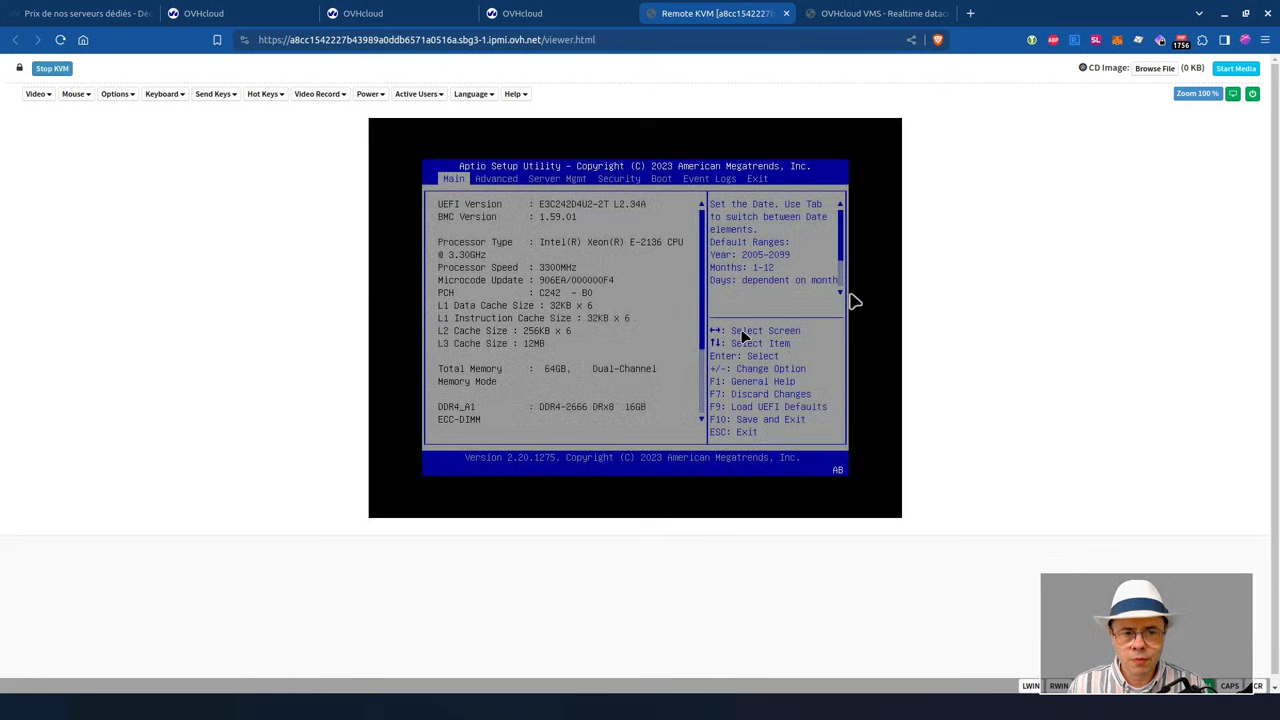 Prix de nos serveurs dédiés - Dé
OVHcloud
OVHcloud
OVHcloud
Remote KVM [a8cc1542227b
OVHcloud VMS - Realtime datac
https://a8cc1542227b43989a0ddb6571a0516a.sbg3-1.ipmi.ovh.net/viewer.html
ABP
SL
1756
Stop KVM
CD Image: Browse File (0 KB) Start Media
Video Mouse Options Keyboard Send Keys Hot Keys Video Record Power Active Users Language Help
Zoom 100 %
Aptio Setup Utility – Copyright (C) 2023 American Megatrends, Inc.
Main Advanced Server Mgmt Security Boot Event Logs Exit
UEFI Version : E3C242D4U2-2T L2.34A
BMC Version : 1.59.01
Processor Type : Intel(R) Xeon(R) E-2136 CPU
@ 3.30GHz
Processor Speed : 3300MHz
Microcode Update : 906EA/000000F4
PCH : C242 - B0
L1 Data Cache Size : 32KB x 6
L1 Instruction Cache Size : 32KB x 6
L2 Cache Size : 256KB x 6
L3 Cache Size : 12MB
Total Memory : 64GB, Dual-Channel
Memory Mode
DDR4_A1 : DDR4-2666 DRx8 16GB
ECC-DIMM
Set the Date. Use Tab
to switch between Date
elements.
Default Ranges:
Year: 2005-2099
Months: 1-12
Days: dependent on month
↔: Select Screen
↑↓: Select Item
Enter: Select
+/-: Change Option
F1: General Help
F7: Discard Changes
F9: Load UEFI Defaults
F10: Save and Exit
ESC: Exit
Version 2.20.1275. Copyright (C) 2023 American Megatrends, Inc.
AB
LWIN
RWIN
CAPS
CR